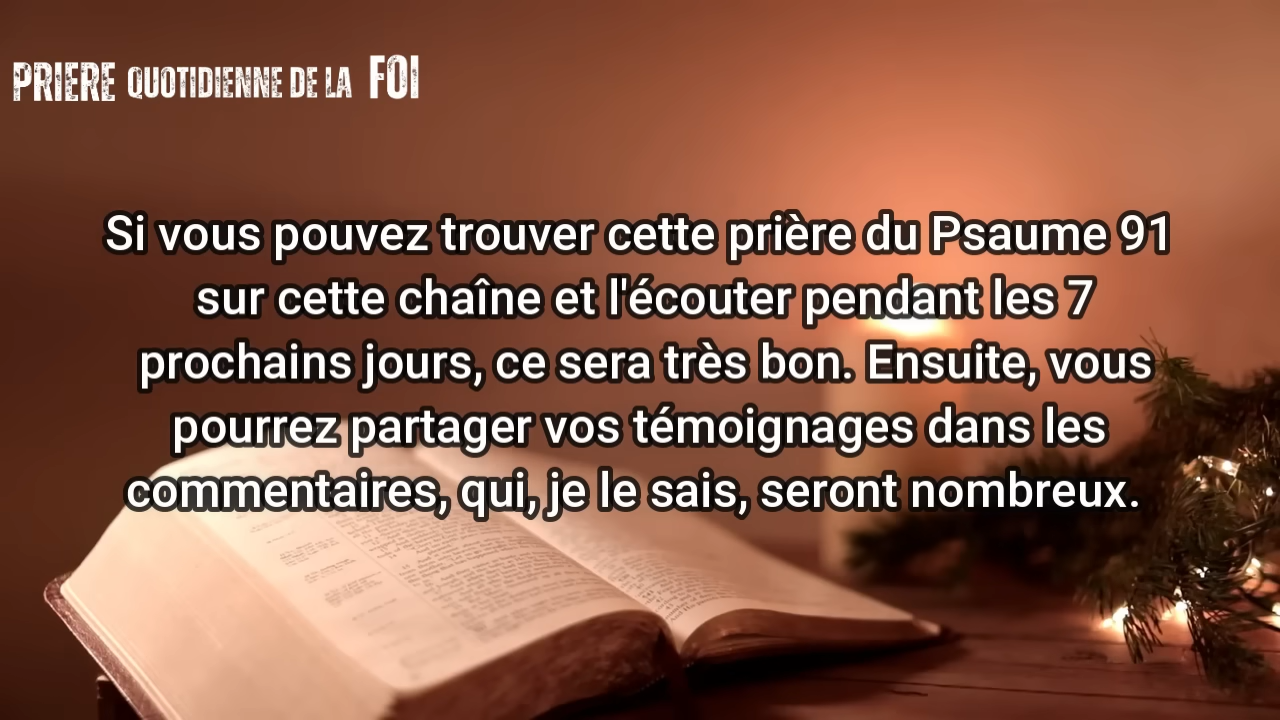 PRIERE QUOTIDIENNE DE LA FOI
Si vous pouvez trouver cette prière du Psaume 91
sur cette chaîne et l'écouter pendant les 7
prochains jours, ce sera très bon. Ensuite, vous
pourrez partager vos témoignages dans les
commentaires, qui, je le sais, seront nombreux.